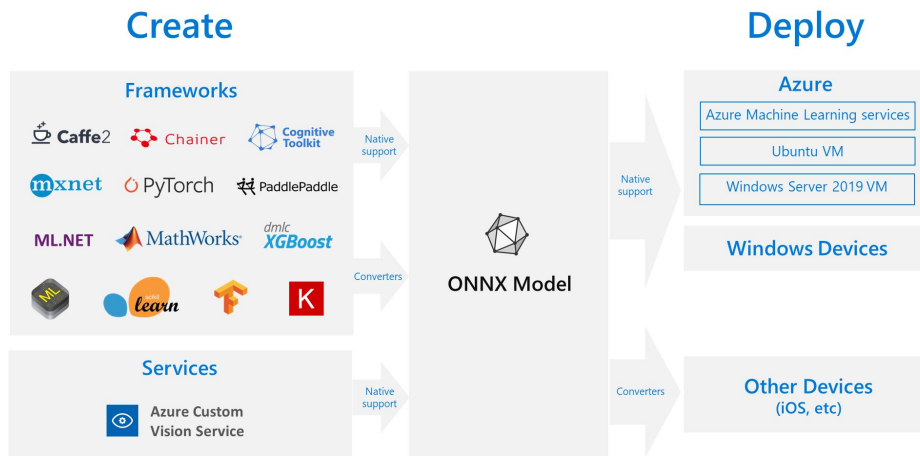 Create
Deploy
Frameworks
Caffe2
Chainer
Cognitive
Toolkit
mxnet
PyTorch
PaddlePaddle
ML.NET
MathWorks®
dmlc
XGBoost
ML
scikit
learn
K
Services
Azure Custom
Vision Service
Native
support
Converters
Native
support
ONNX Model
Native
support
Converters
Azure
Azure Machine Learning services
Ubuntu VM
Windows Server 2019 VM
Windows Devices
Other Devices
(iOS, etc)